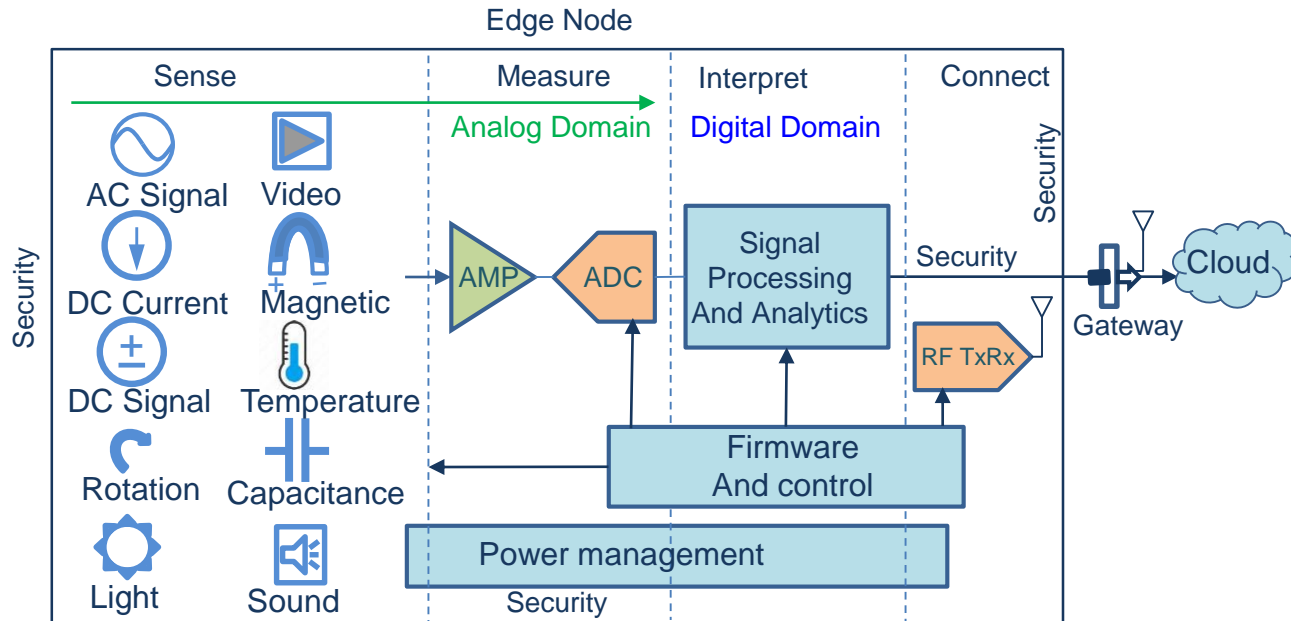 Edge Node
Sense
Measure
Interpret
Connect
Analog Domain
Digital Domain
AC Signal
Video
Security
DC Current
Magnetic
+ −
AMP
ADC
Signal
Processing
And Analytics
Security
Security
Gateway
Cloud
DC Signal
Temperature
RF TxRx
Rotation
Capacitance
Firmware
And control
Light
Sound
Power management
Security